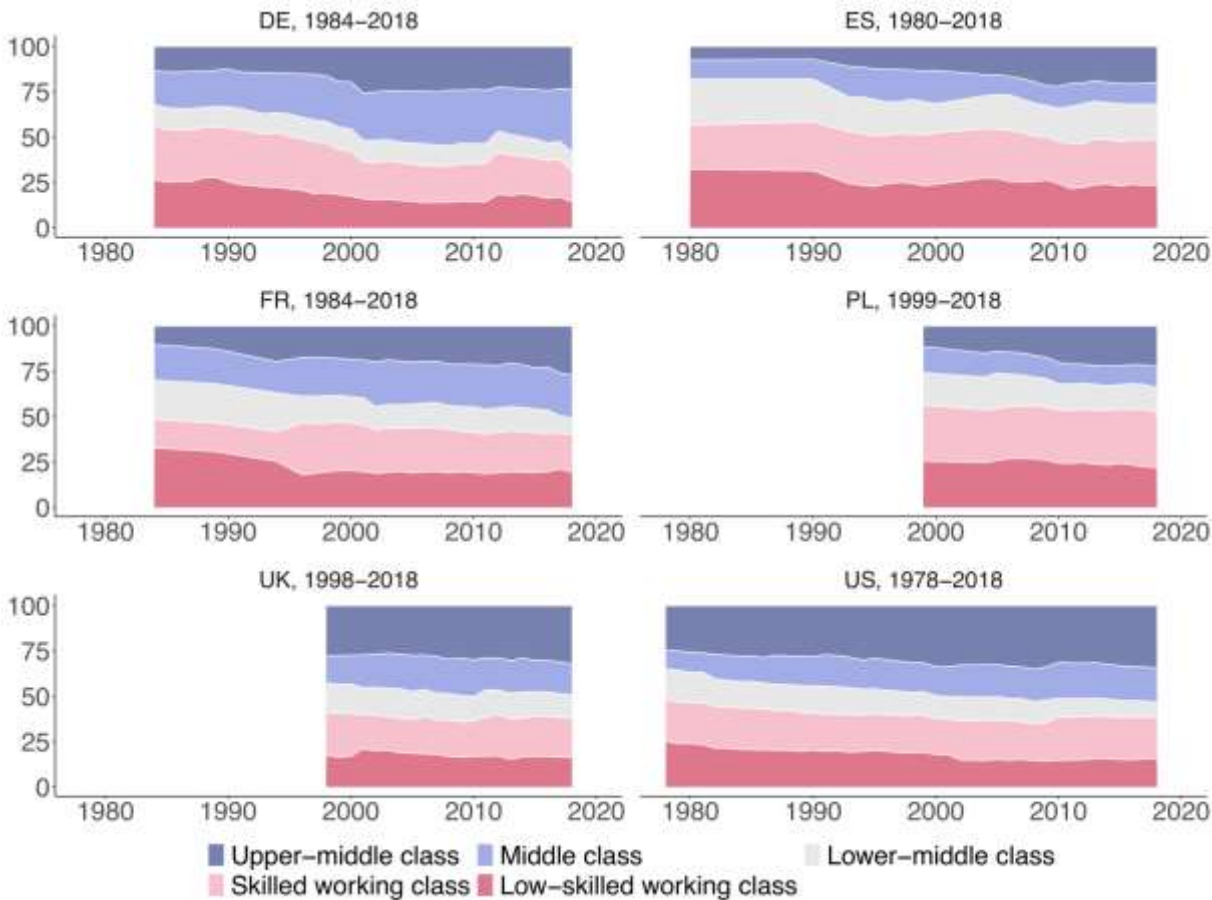 DE, 1984–2018
ES, 1980–2018
100
75
50
25
0
1980 1990 2000 2010 2020
1980 1990 2000 2010 2020
FR, 1984–2018
PL, 1999–2018
100
75
50
25
0
1980 1990 2000 2010 2020
1980 1990 2000 2010 2020
UK, 1998–2018
US, 1978–2018
100
75
50
25
0
1980 1990 2000 2010 2020
1980 1990 2000 2010 2020
Upper–middle class Middle class Lower–middle class
Skilled working class Low–skilled working class